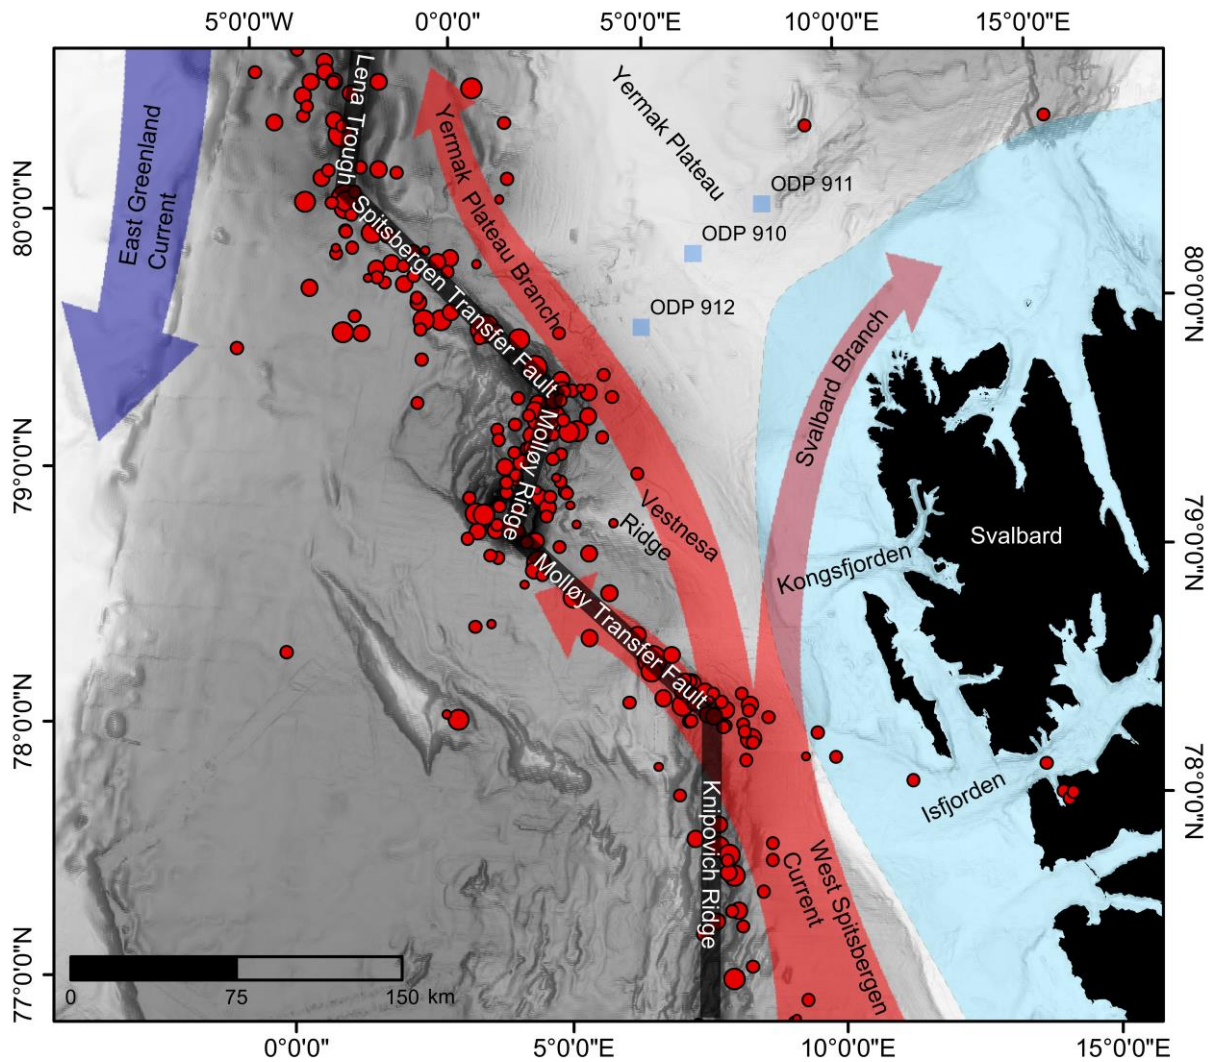 5°0'0"W
0°0'0"
5°0'0"E
10°0'0"E
15°0'0"E
80°0'0"N
79°0'0"N
78°0'0"N
77°0'0"N
East Greenland
Current
Lena Trough
Yermak Plateau Branch
Yermak Plateau
ODP 911
ODP 910
ODP 912
Spitsbergen Transfer Fault
Molløy Ridge
Vestnesa
Ridge
Svalbard Branch
Svalbard
Kongsfjorden
Molløy Transfer Fault
Isfjorden
Knipovich Ridge
West Spitsbergen
Current
80°0'0"N
79°0'0"N
78°0'0"N
0
75
150 km
0°0'0"
5°0'0"E
10°0'0"E
15°0'0"E